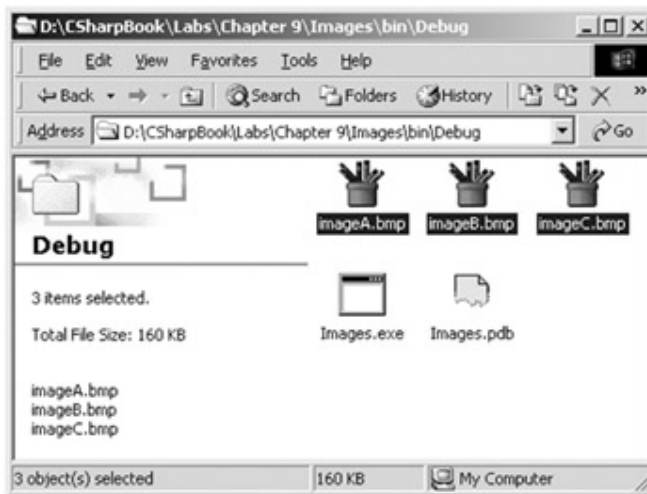 D:\CSharpBook\Labs\Chapter 9\Images\bin\Debug
File Edit View Favorites Tools Help
Back Search Folders History »
Address D:\CSharpBook\Labs\Chapter 9\Images\bin\Debug Go
imageA.bmp imageB.bmp imageC.bmp
Debug
3 items selected.
Total File Size: 160 KB
Images.exe Images.pdb
imageA.bmp
imageB.bmp
imageC.bmp
3 object(s) selected 160 KB My Computer